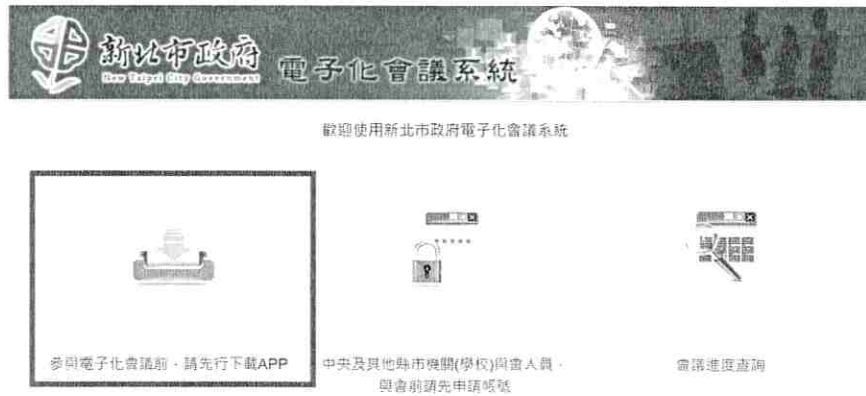 新北市政府
New Taipei City Government
電子化會議系統
歡迎使用新北市政府電子化會議系統
參與電子化會議前，請先行下載APP
中央及其他縣市機關(學校)與會人員，
與會前請先申請帳號
會議進度查詢